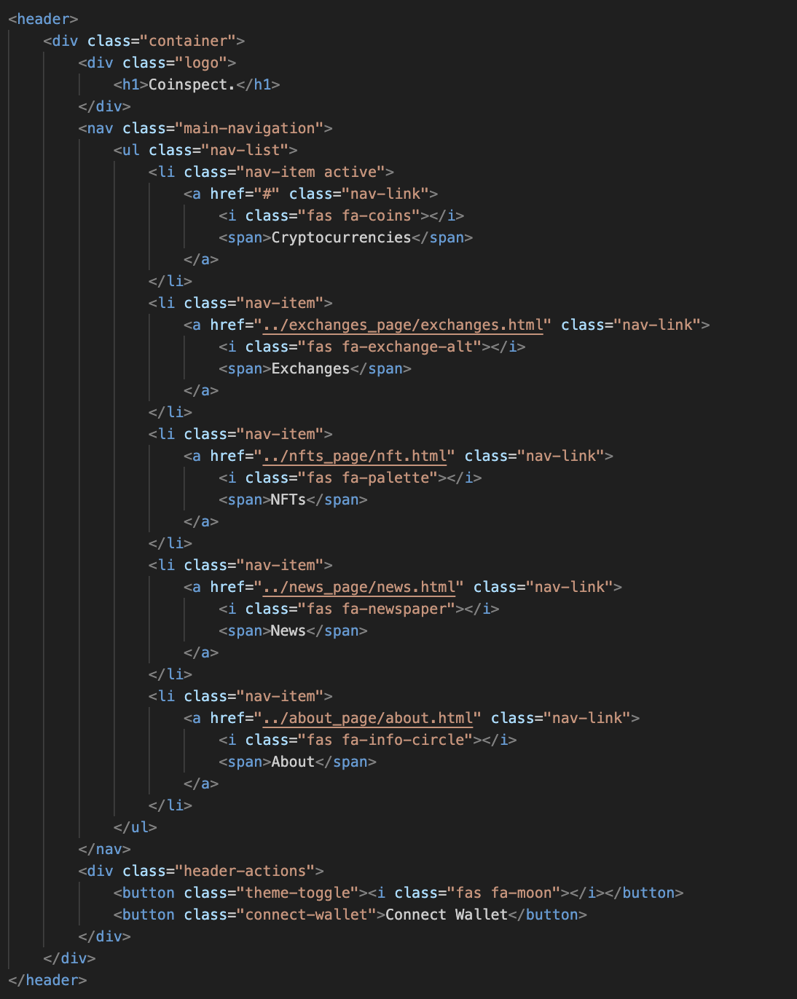 <header>
    <div class="container">
        <div class="logo">
            <h1>Coinspect.</h1>
        </div>
        <nav class="main-navigation">
            <ul class="nav-list">
                <li class="nav-item active">
                    <a href="#" class="nav-link">
                        <i class="fas fa-coins"></i>
                        <span>Cryptocurrencies</span>
                    </a>
                </li>
                <li class="nav-item">
                    <a href="../exchanges_page/exchanges.html" class="nav-link">
                        <i class="fas fa-exchange-alt"></i>
                        <span>Exchanges</span>
                    </a>
                </li>
                <li class="nav-item">
                    <a href="../nfts_page/nft.html" class="nav-link">
                        <i class="fas fa-palette"></i>
                        <span>NFTs</span>
                    </a>
                </li>
                <li class="nav-item">
                    <a href="../news_page/news.html" class="nav-link">
                        <i class="fas fa-newspaper"></i>
                        <span>News</span>
                    </a>
                </li>
                <li class="nav-item">
                    <a href="../about_page/about.html" class="nav-link">
                        <i class="fas fa-info-circle"></i>
                        <span>About</span>
                    </a>
                </li>
            </ul>
        </nav>
        <div class="header-actions">
            <button class="theme-toggle"><i class="fas fa-moon"></i></button>
            <button class="connect-wallet">Connect Wallet</button>
        </div>
    </div>
</header>